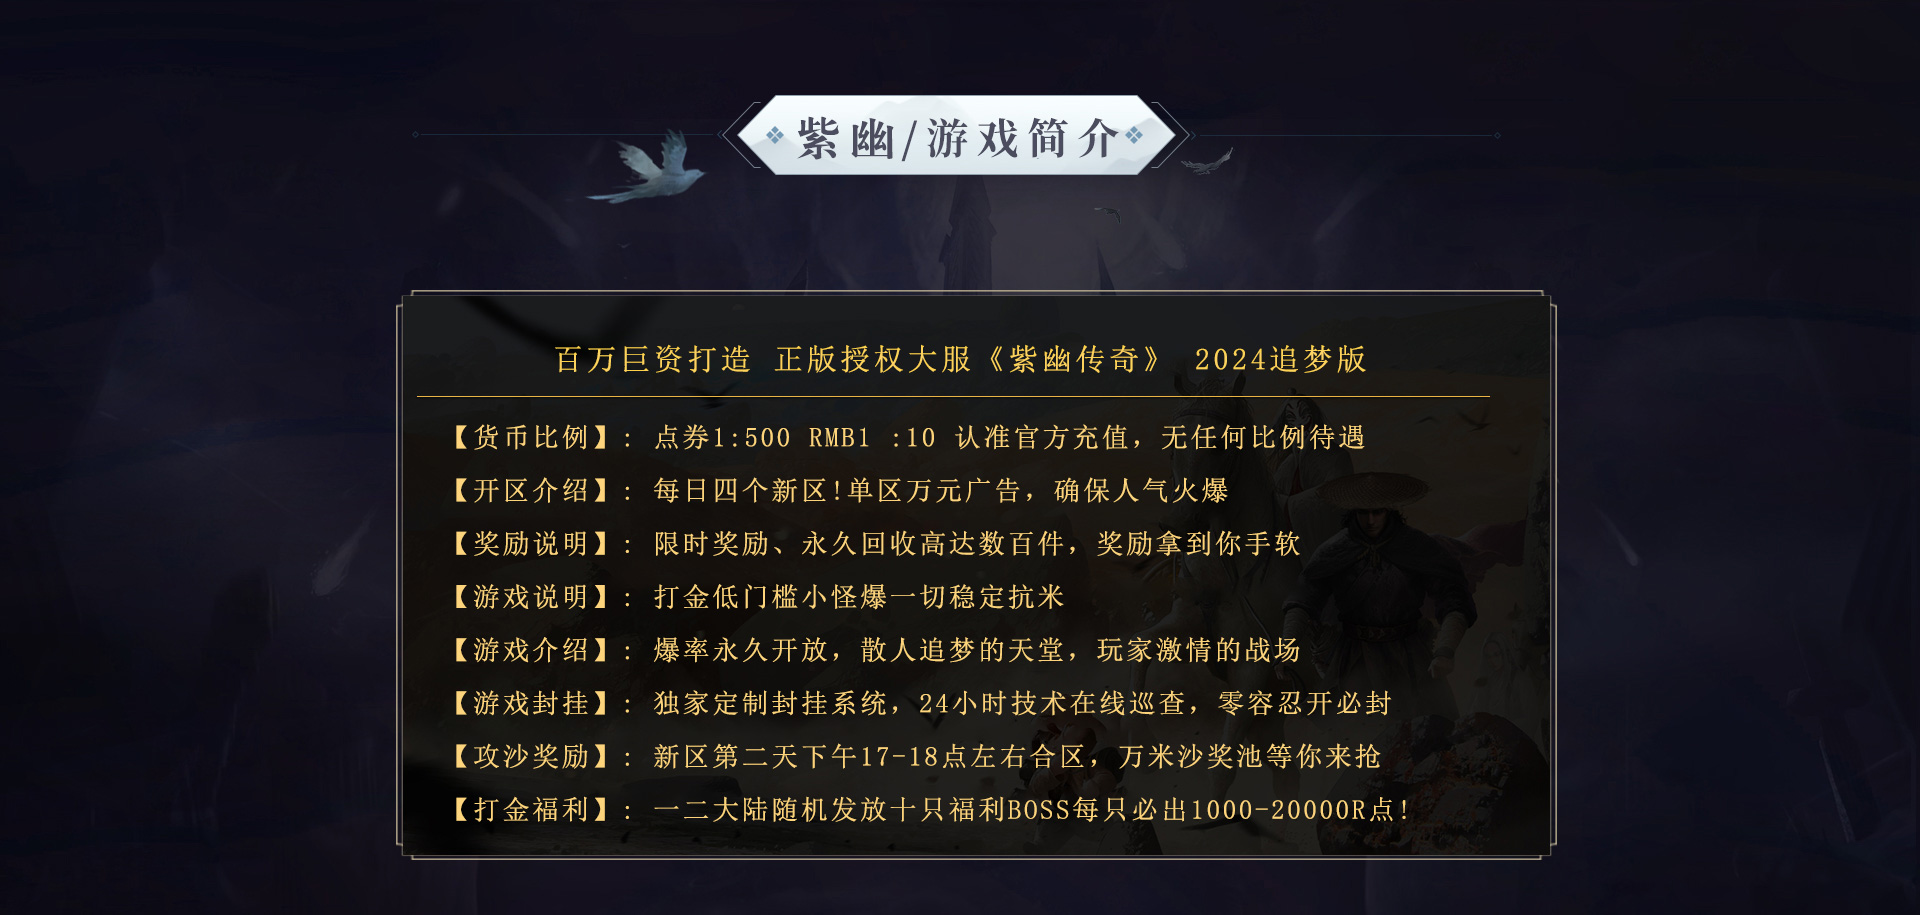 紫幽/游戏简介
百万巨资打造 正版授权大服《紫幽传奇》 2024追梦版
【货币比例】: 点券1:500 RMB1 :10 认准官方充值，无任何比例待遇
【开区介绍】: 每日四个新区!单区万元广告，确保人气火爆
【奖励说明】: 限时奖励、永久回收高达数百件，奖励拿到你手软
【游戏说明】: 打金低门槛小怪爆一切稳定抗米
【游戏介绍】: 爆率永久开放，散人追梦的天堂，玩家激情的战场
【游戏封挂】: 独家定制封挂系统，24小时技术在线巡查，零容忍开必封
【攻沙奖励】: 新区第二天下午17-18点左右合区，万米沙奖池等你来抢
【打金福利】: 一二大陆随机发放十只福利BOSS每只必出1000-20000R点!